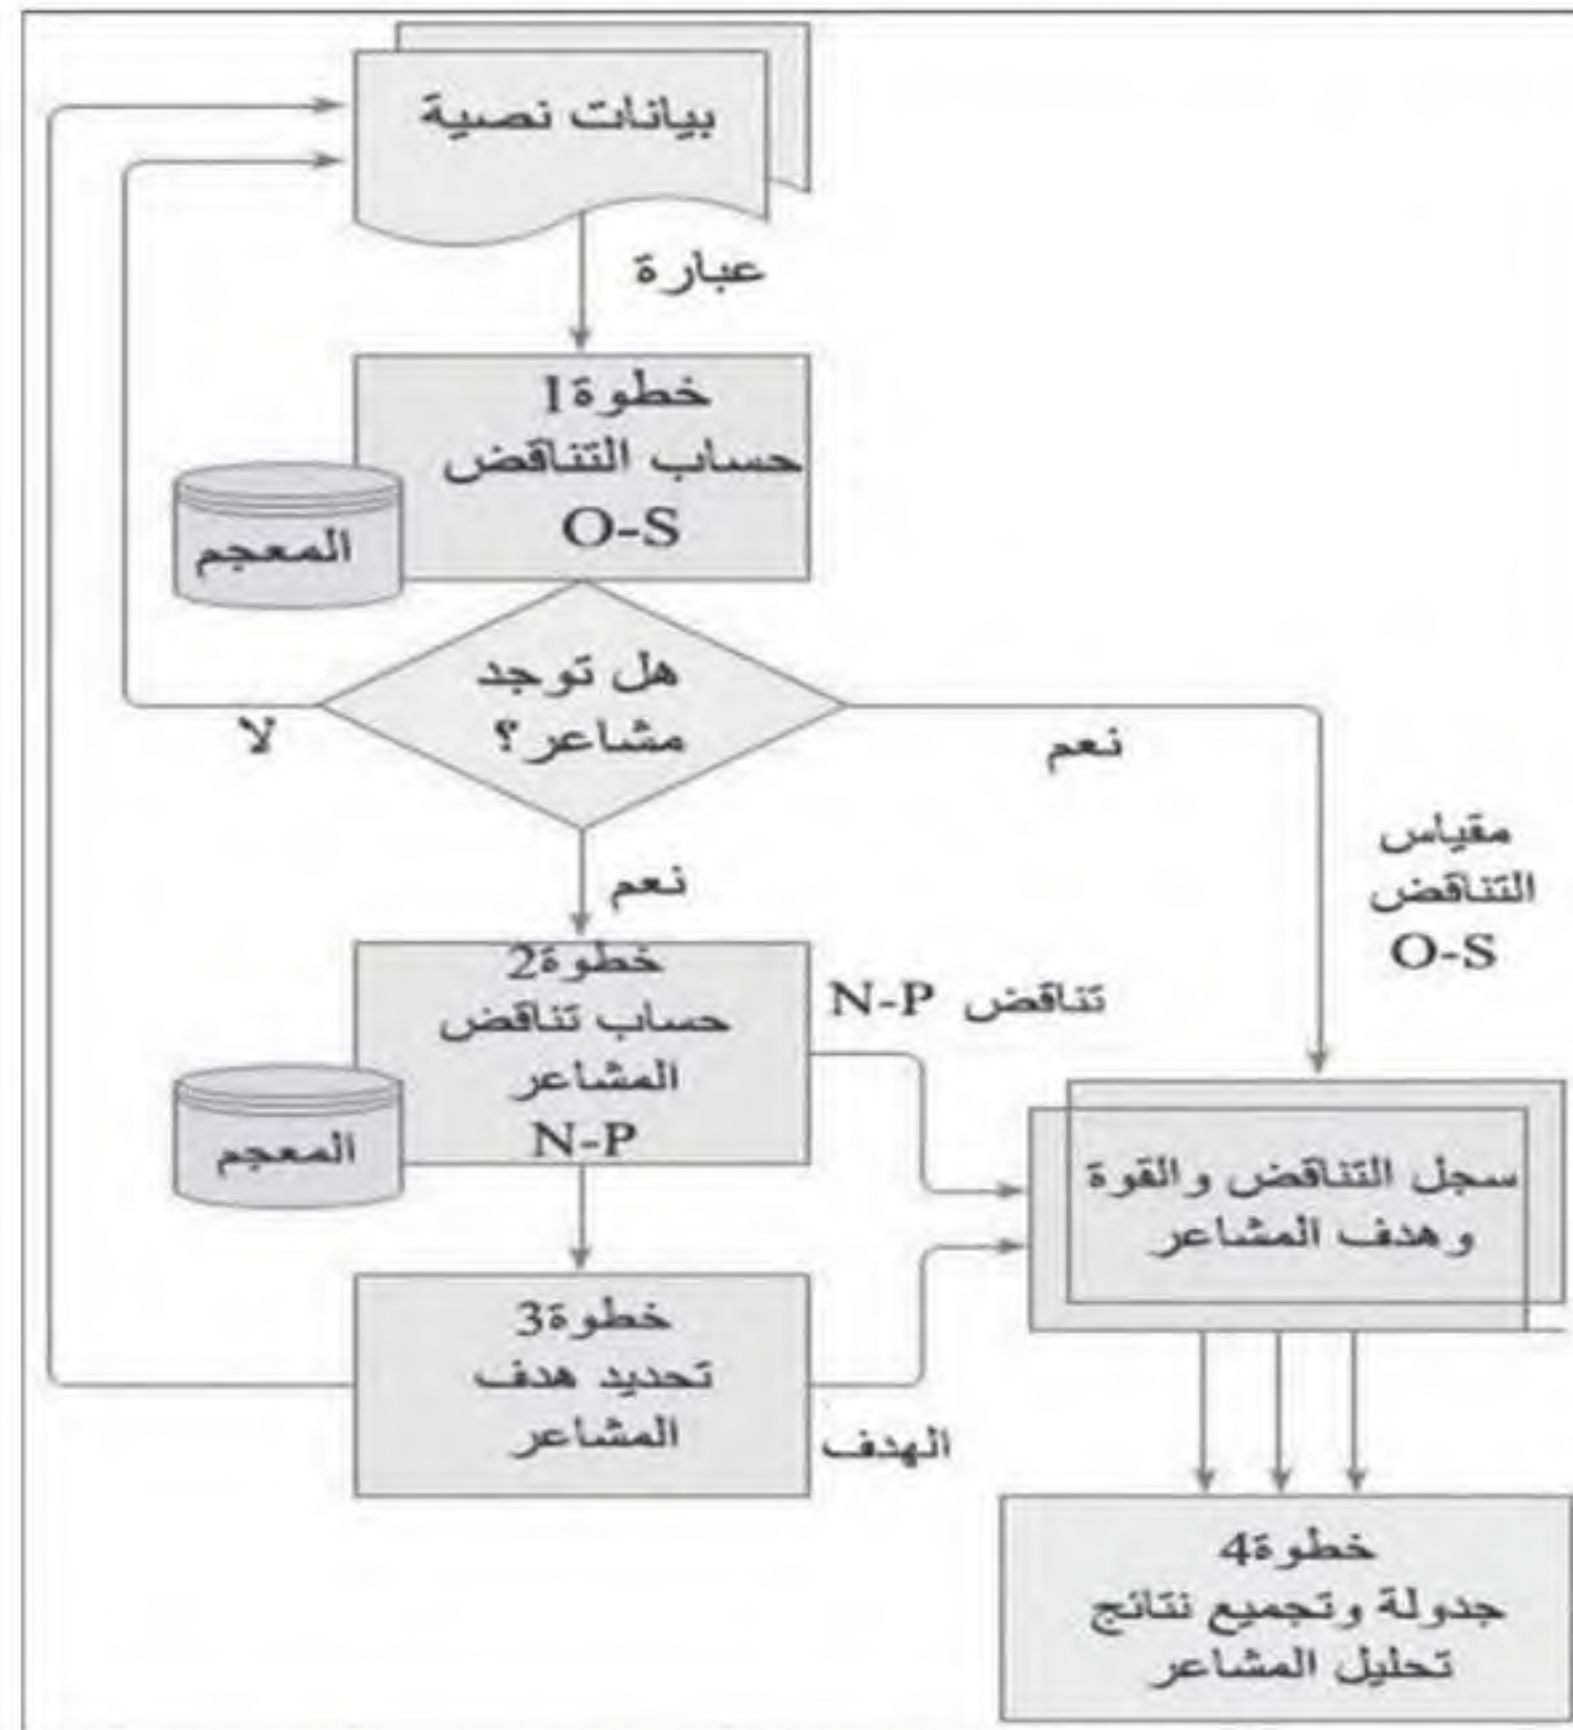 بيانات نصية
عبارة
خطوة1
حساب التناقض
O-S
المعجم
هل توجد
مشاعر؟
لا
نعم
نعم
مقياس
التناقض
O-S
خطوة2
حساب تناقض
المشاعر
N-P
المعجم
تناقض N-P
سجل التناقض والقوة
وهدف المشاعر
خطوة3
تحديد هدف
المشاعر
الهدف
خطوة4
جدولة وتجميع نتائج
تحليل المشاعر